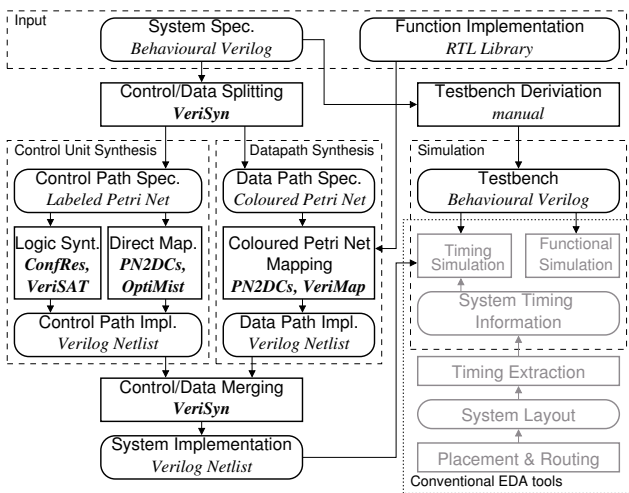 Input
System Spec.
Behavioural Verilog
Function Implementation
RTL Library
Control/Data Splitting
VeriSyn
Testbench Deriviation
manual
Control Unit Synthesis
Datapath Synthesis
Simulation
Control Path Spec.
Labeled Petri Net
Data Path Spec.
Coloured Petri Net
Testbench
Behavioural Verilog
Logic Synt.
ConfRes,
VeriSAT
Direct Map.
PN2DCs,
OptiMist
Coloured Petri Net
Mapping
PN2DCs, VeriMap
Timing
Simulation
Functional
Simulation
System Timing
Information
Control Path Impl.
Verilog Netlist
Data Path Impl.
Verilog Netlist
Timing Extraction
Control/Data Merging
VeriSyn
System Layout
System Implementation
Verilog Netlist
Placement & Routing
Conventional EDA tools